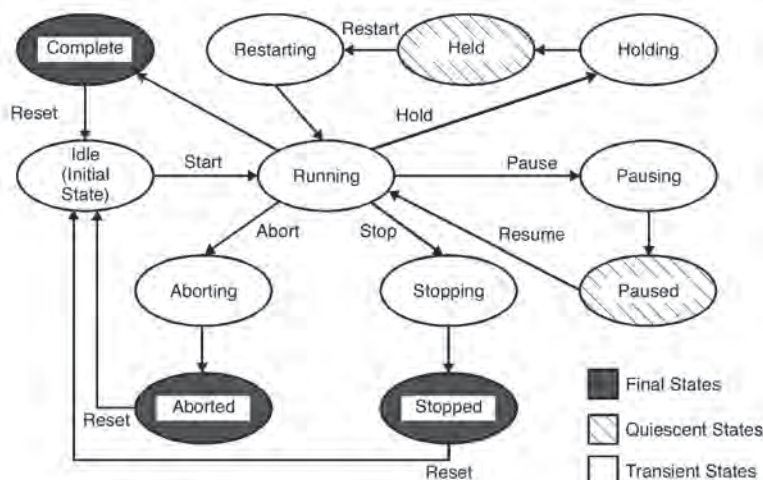 Complete
Restarting
Restart
Held
Holding
Reset
Hold
Idle
(Initial
State)
Start
Running
Pause
Pausing
Abort
Stop
Resume
Aborting
Stopping
Paused
Reset
Aborted
Stopped
Reset
Final States
Quiescent States
Transient States